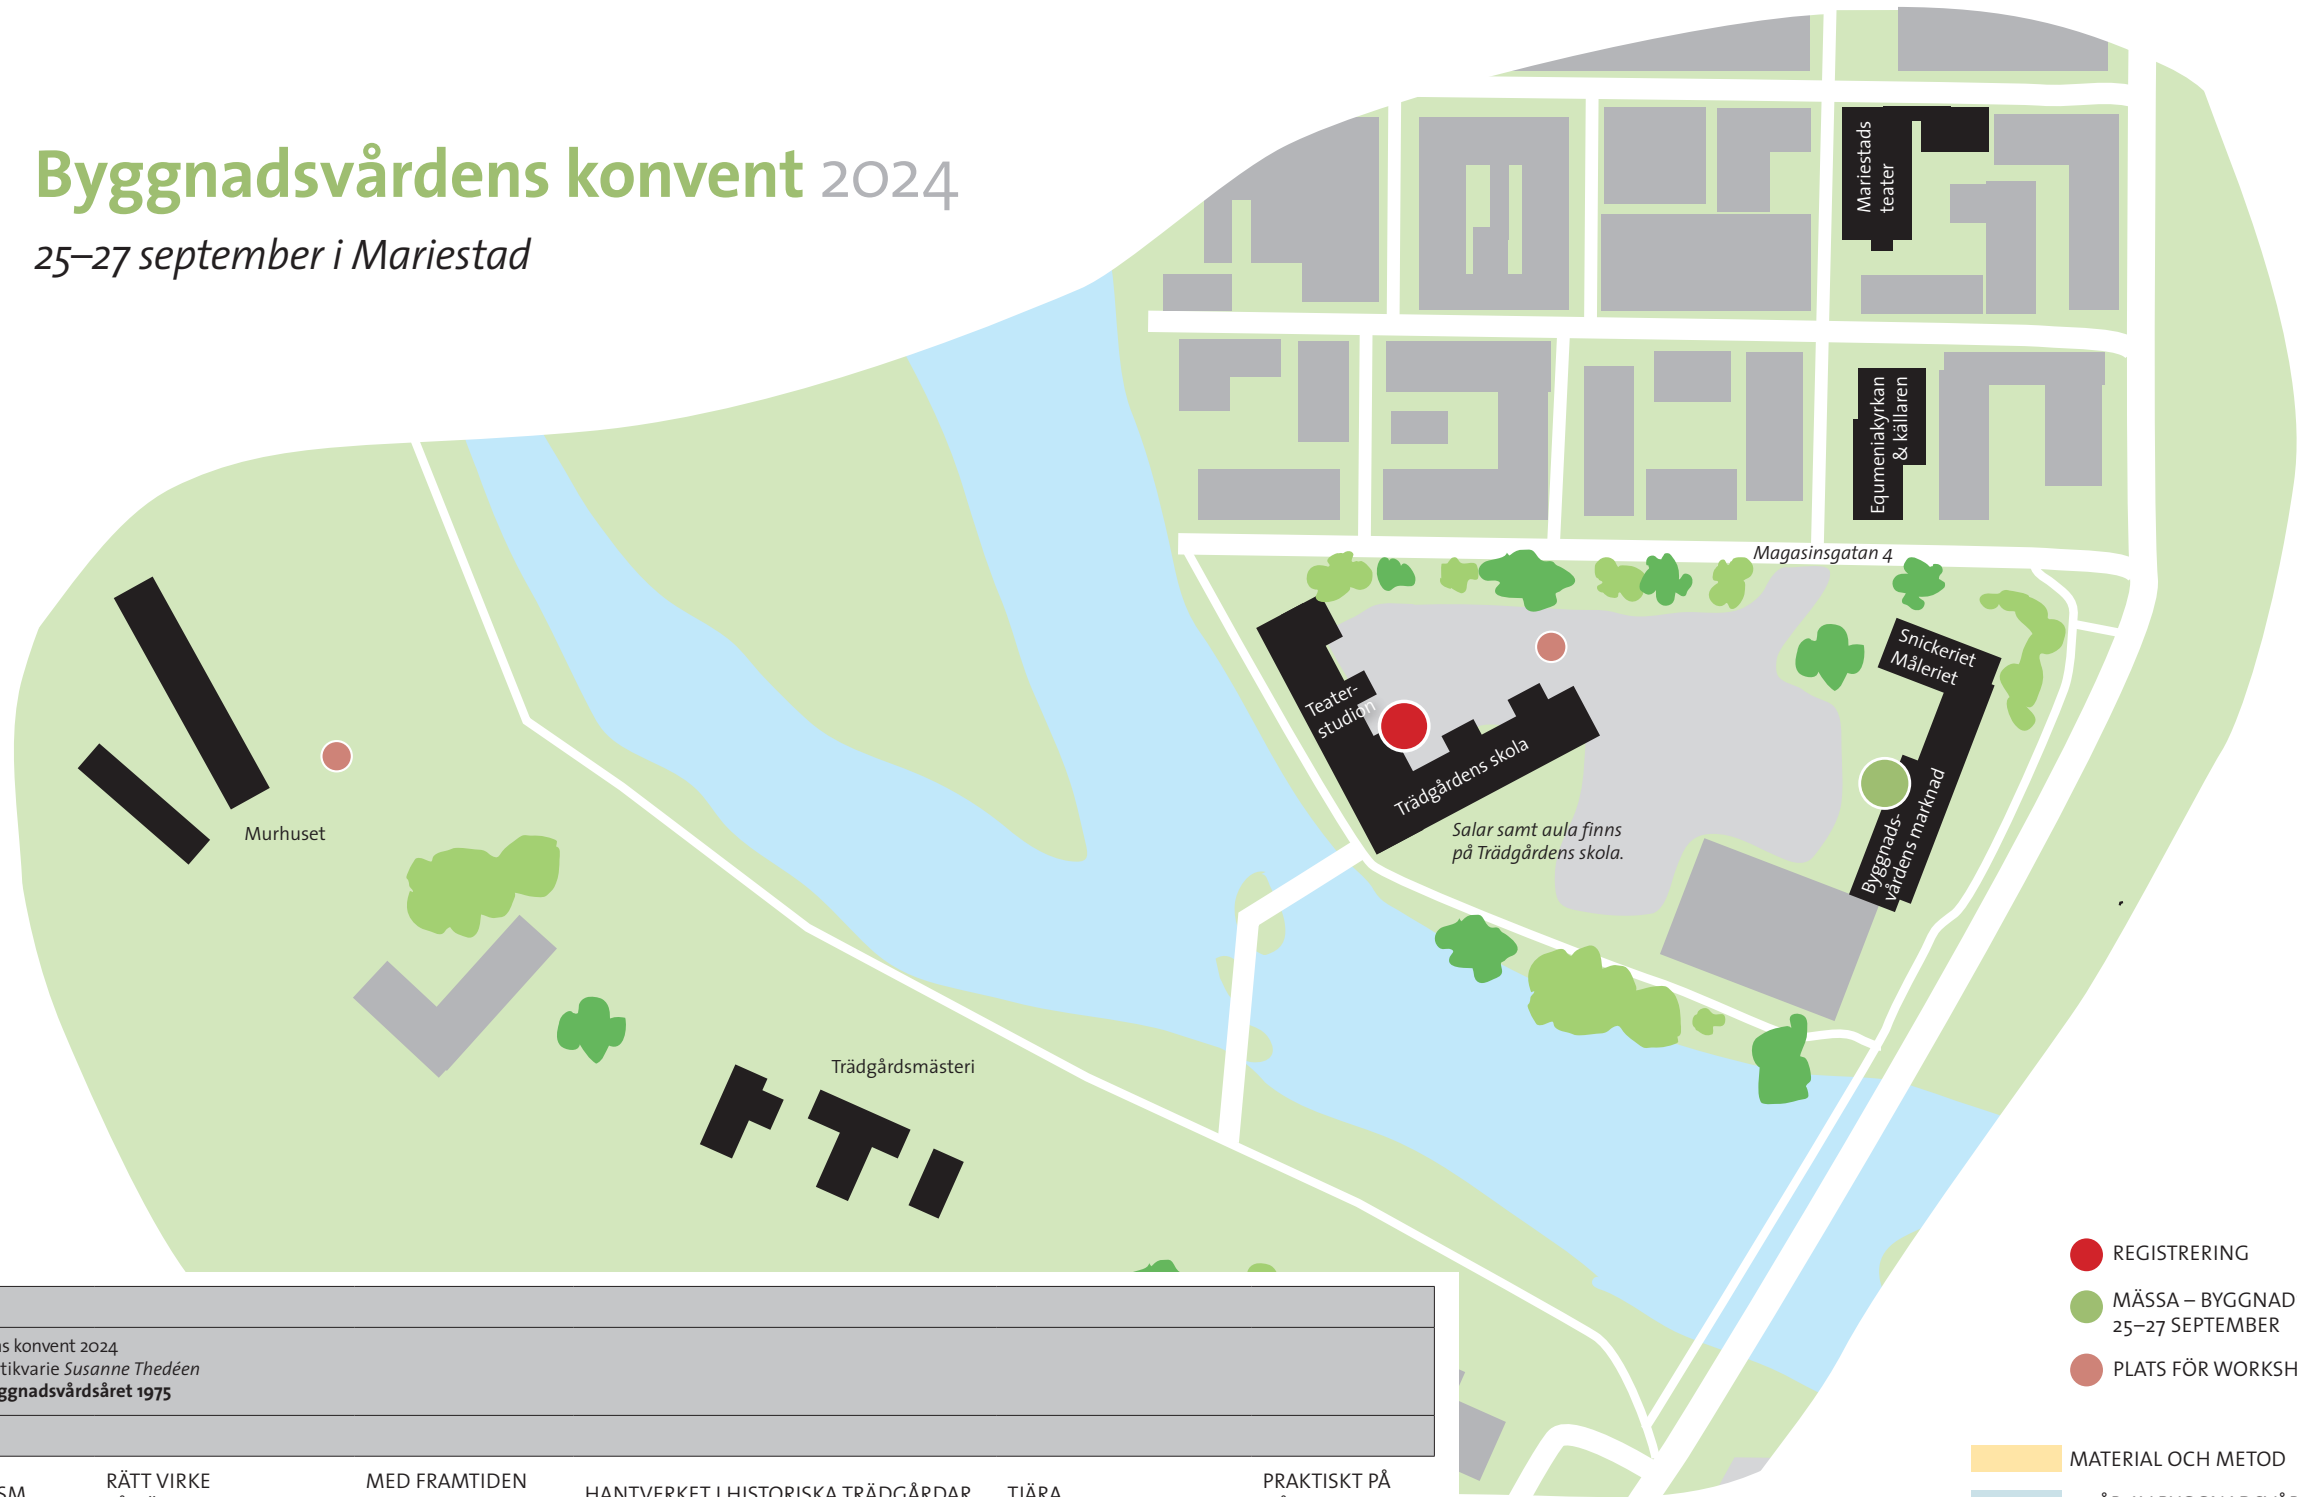 Byggnadsvårdens konvent 2024
25–27 september i Mariestad
Mariestads
teater
Equmeniakyrkan
& källaren
Magasinsgatan 4
Snickeriet
Måleriet
Teater-
studion
Trädgårdens skola
Salar samt aula finns
på Trädgårdens skola.
Byggnads-
vårdens marknad
Murhuset
Trädgårdsmästeri
REGISTRERING
MÄSSA – BYGGNAD
25–27 SEPTEMBER
PLATS FÖR WORKSH
MATERIAL OCH METOD
s konvent 2024
tikvarie Susanne Thedéen
ggnadsvårdsåret 1975
SM
RÄTT VIRKE
MED FRAMTIDEN
HANTVERKET I HISTORISKA TRÄDGÅRDAR
TJÄRA
PRAKTISKT PÅ